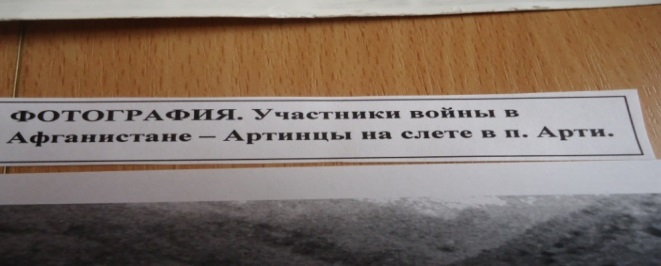 ФОТОГРАФИЯ. Участники войны в
Афганистане – Артинцы на слете в п. Арти.